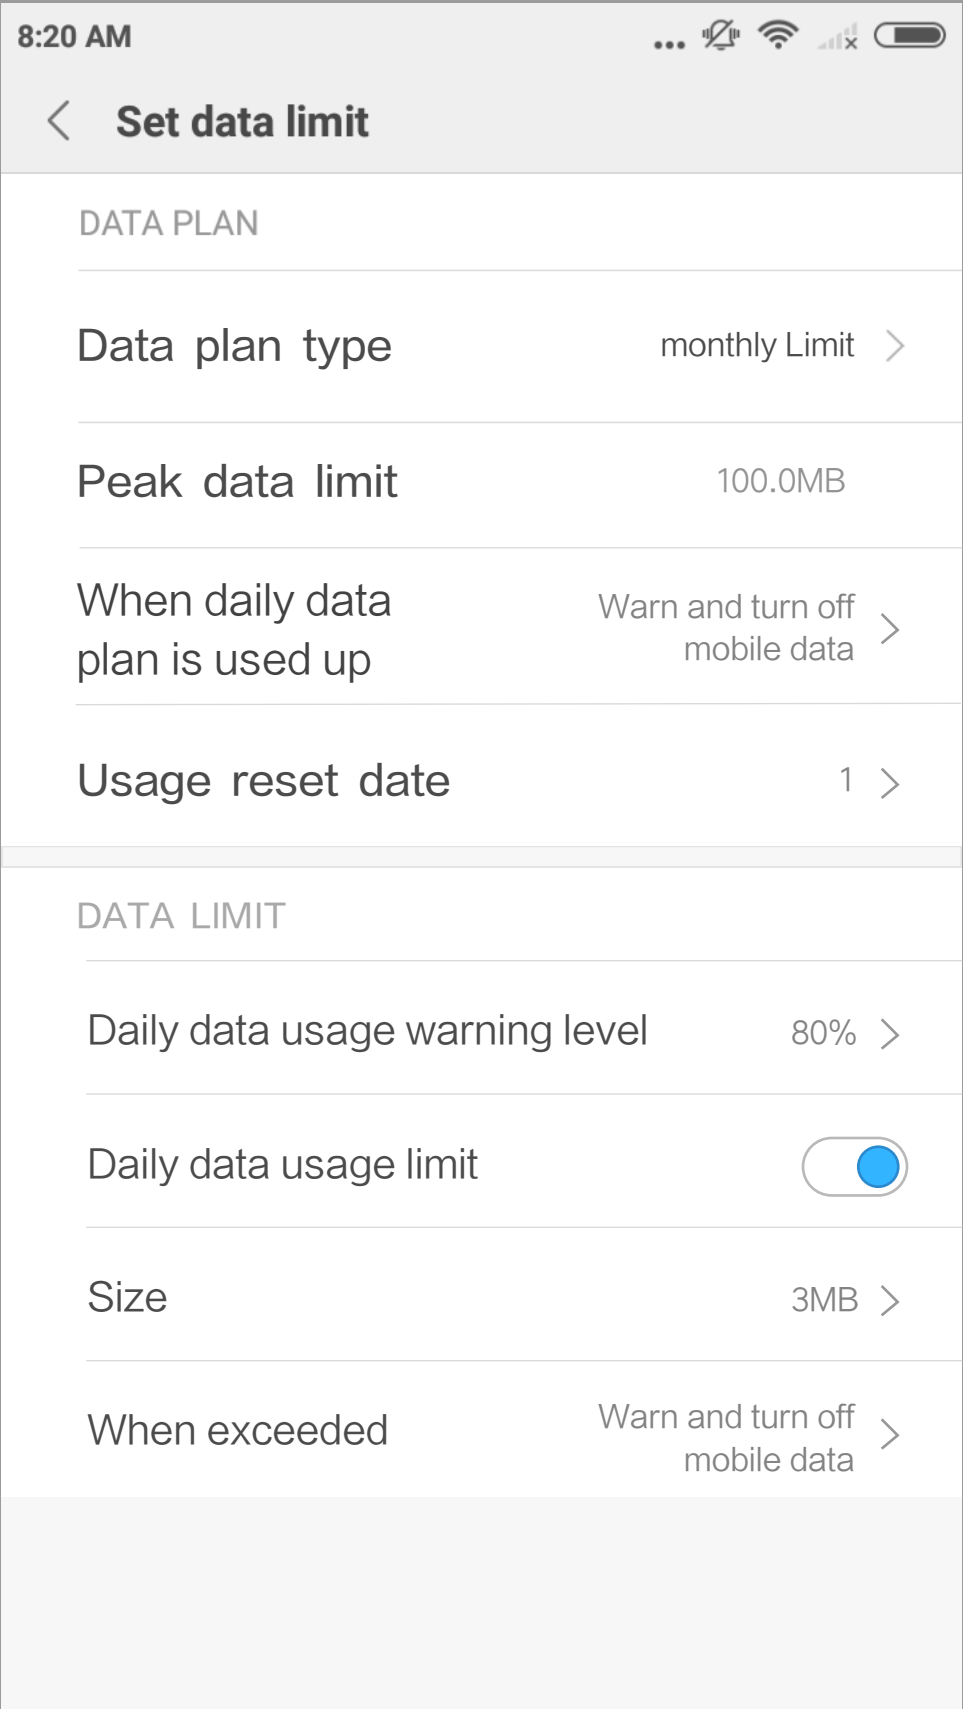 8:20 AM
Set data limit
DATA PLAN
Data plan type
monthly Limit
Peak data limit
100.0MB
When daily data
plan is used up
Warn and turn off
mobile data
Usage reset date
1
DATA LIMIT
Daily data usage warning level
80%
Daily data usage limit
Size
3MB
When exceeded
Warn and turn off
mobile data